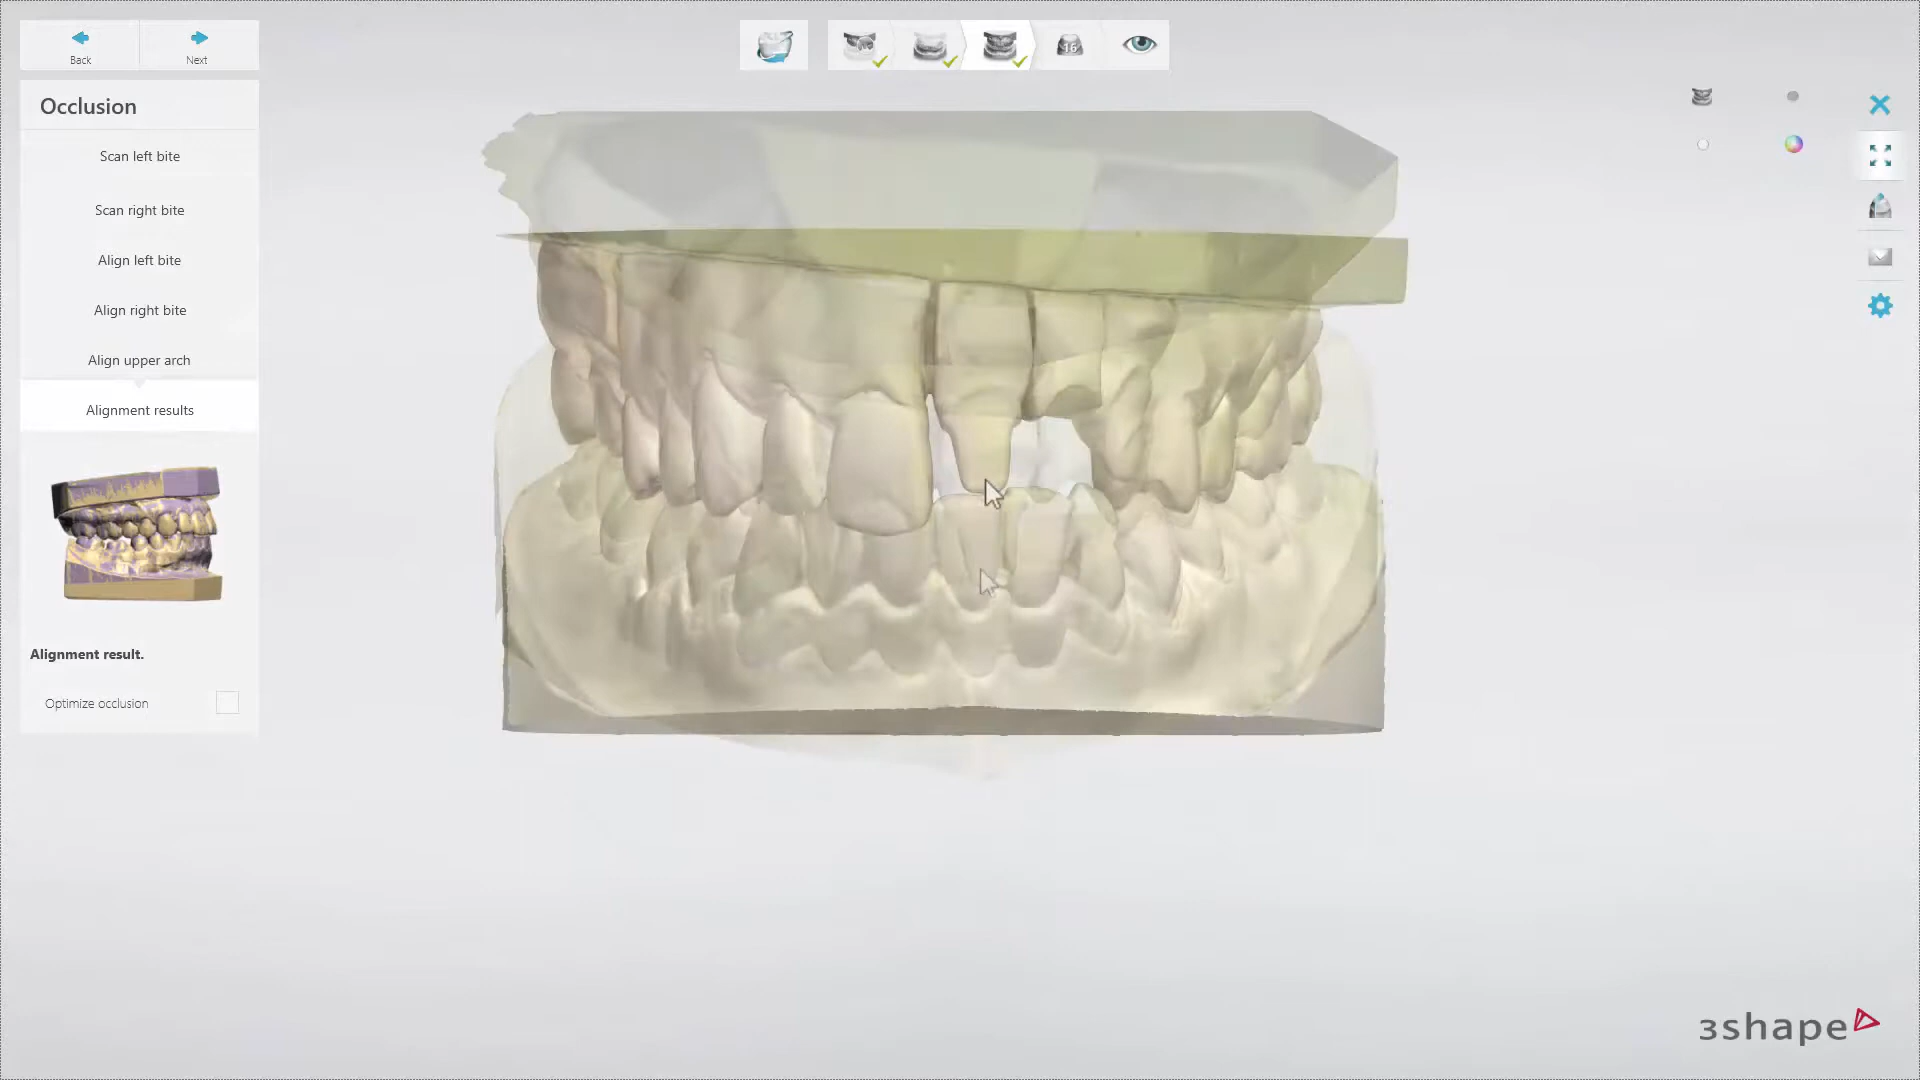 Back
Next
Occlusion
Scan left bite
Scan right bite
Align left bite
Align right bite
Align upper arch
Alignment results
Alignment result.
Optimize occlusion
16
3shape